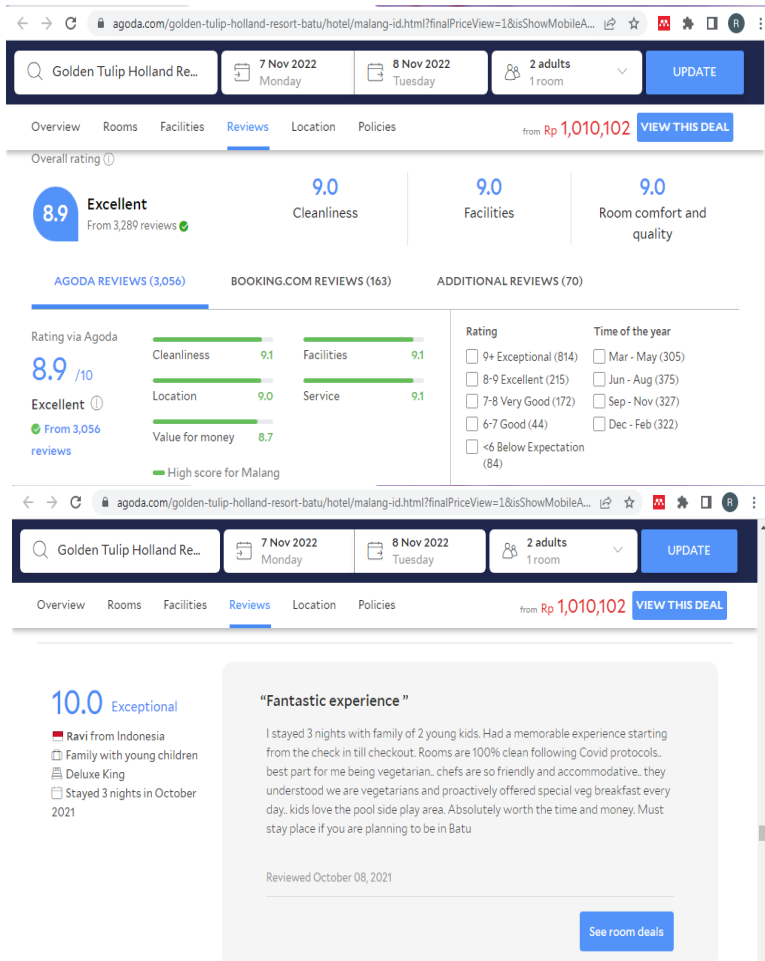 agoda.com/golden-tulip-holland-resort-batu/hotel/malang-id.html?finalPriceView=1&isShowMobileA...
R
Golden Tulip Holland Re...
7 Nov 2022
Monday
8 Nov 2022
Tuesday
2 adults
1 room
UPDATE
Overview Rooms Facilities Reviews Location Policies
from Rp 1,010,102 VIEW THIS DEAL
Overall rating
8.9
Excellent
From 3,289 reviews
9.0
Cleanliness
9.0
Facilities
9.0
Room comfort and
quality
AGODA REVIEWS (3,056) BOOKING.COM REVIEWS (163) ADDITIONAL REVIEWS (70)
Rating via Agoda
8.9 /10
Excellent
From 3,056
reviews
Cleanliness 9.1
Facilities 9.1
Location 9.0
Service 9.1
Value for money 8.7
High score for Malang
Rating
9+ Exceptional (814)
8-9 Excellent (215)
7-8 Very Good (172)
6-7 Good (44)
<6 Below Expectation
(84)
Time of the year
Mar - May (305)
Jun - Aug (375)
Sep - Nov (327)
Dec - Feb (322)
agoda.com/golden-tulip-holland-resort-batu/hotel/malang-id.html?finalPriceView=1&isShowMobileA...
R
Golden Tulip Holland Re...
7 Nov 2022
Monday
8 Nov 2022
Tuesday
2 adults
1 room
UPDATE
Overview Rooms Facilities Reviews Location Policies
from Rp 1,010,102 VIEW THIS DEAL
10.0 Exceptional
Ravi from Indonesia
Family with young children
Deluxe King
Stayed 3 nights in October
2021
“Fantastic experience ”
I stayed 3 nights with family of 2 young kids. Had a memorable experience starting
from the check in till checkout. Rooms are 100% clean following Covid protocols..
best part for me being vegetarian.. chefs are so friendly and accommodative.. they
understood we are vegetarians and proactively offered special veg breakfast every
day.. kids love the pool side play area. Absolutely worth the time and money. Must
stay place if you are planning to be in Batu
Reviewed October 08, 2021
See room deals